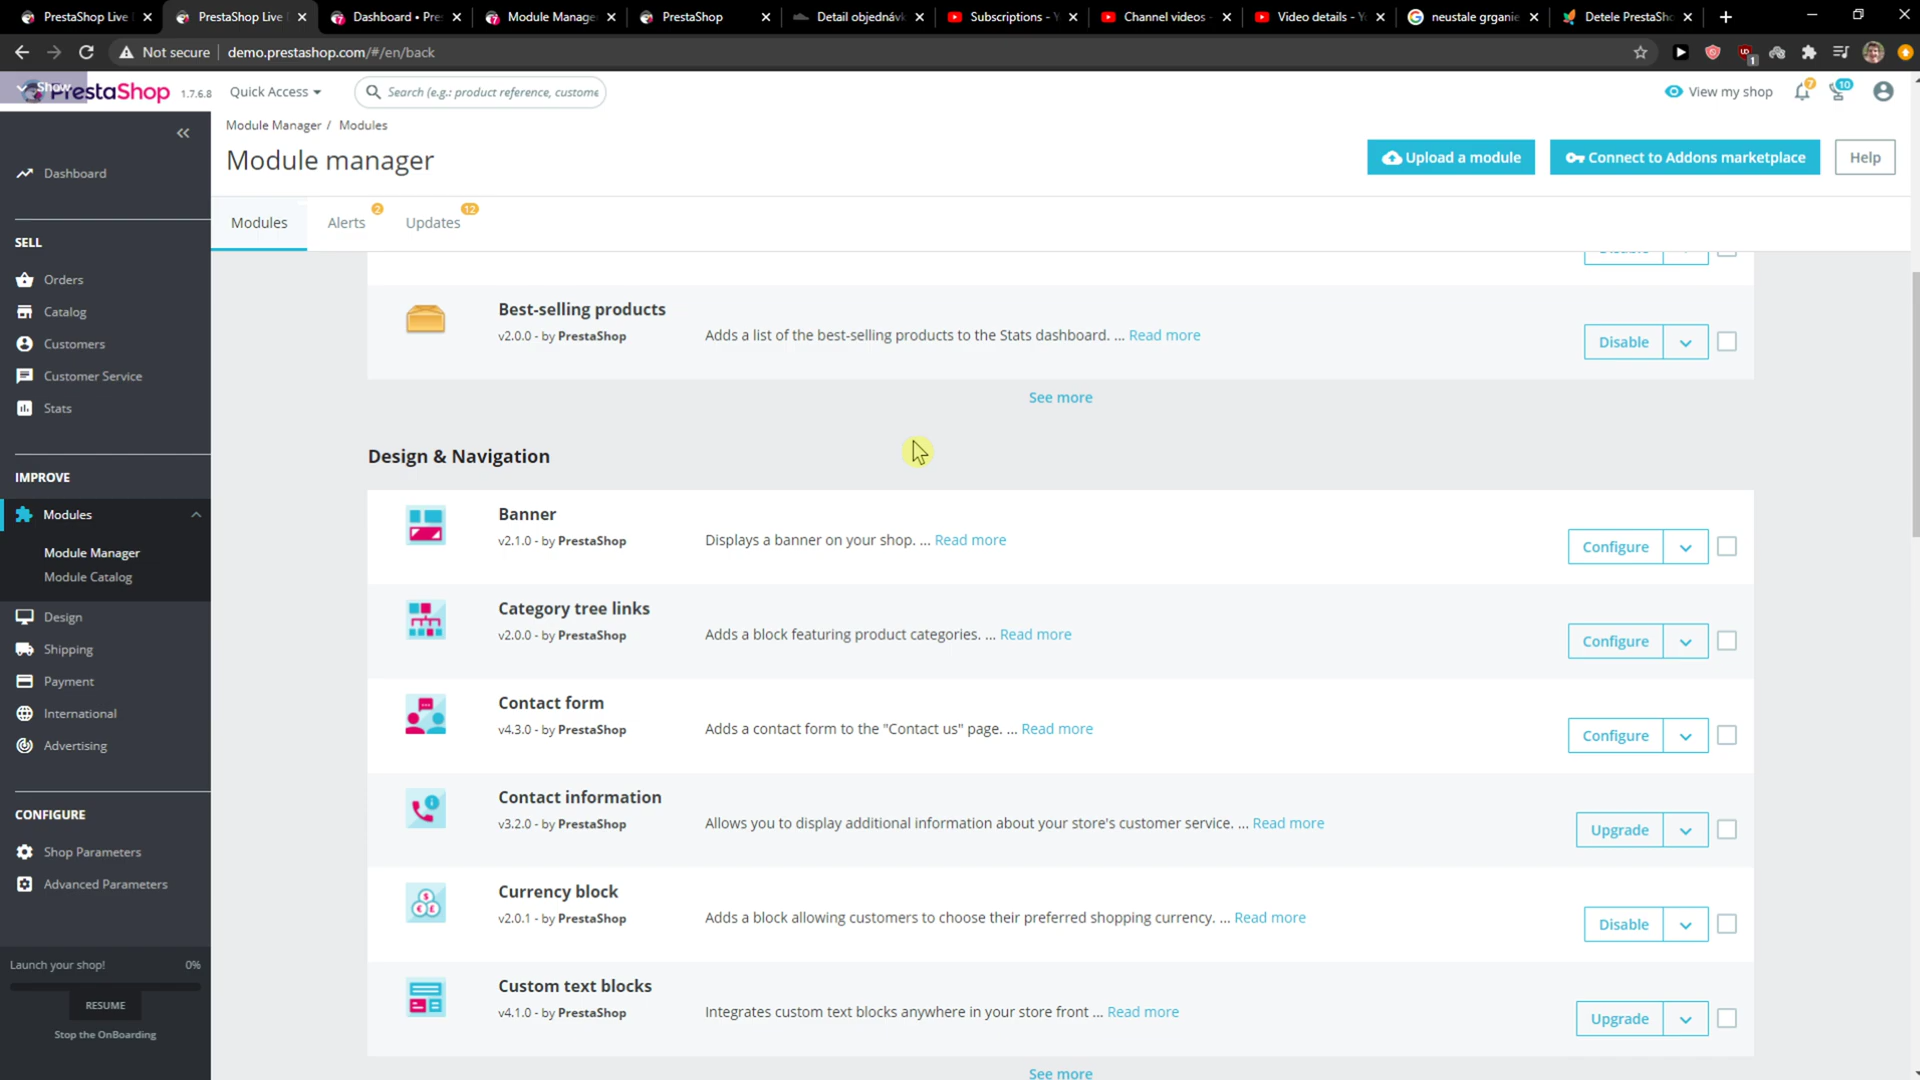 PrestaShop Live
PrestaShop Live
Dashboard • Pre
Module Manage
PrestaShop
Detail objednávk
Subscriptions - Y
Channel videos -
Video details - Yo
neustale grganie
Detele PrestaSho
Not secure
demo.prestashop.com/#/en/back
Show
PrestaShop 1.7.6.8
Quick Access
Search (e.g.: product reference, custome
View my shop
7
10
Module Manager / Modules
Module manager
Upload a module
Connect to Addons marketplace
Help
Modules
Alerts 2
Updates 12
Dashboard
SELL
Orders
Catalog
Customers
Customer Service
Stats
IMPROVE
Modules
Module Manager
Module Catalog
Design
Shipping
Payment
International
Advertising
CONFIGURE
Shop Parameters
Advanced Parameters
Launch your shop! 0%
RESUME
Stop the OnBoarding
Best-selling products
v2.0.0 - by PrestaShop
Adds a list of the best-selling products to the Stats dashboard. ... Read more
Disable
See more
Design & Navigation
Banner
v2.1.0 - by PrestaShop
Displays a banner on your shop. ... Read more
Configure
Category tree links
v2.0.0 - by PrestaShop
Adds a block featuring product categories. ... Read more
Configure
Contact form
v4.3.0 - by PrestaShop
Adds a contact form to the "Contact us" page. ... Read more
Configure
Contact information
v3.2.0 - by PrestaShop
Allows you to display additional information about your store's customer service. ... Read more
Upgrade
Currency block
v2.0.1 - by PrestaShop
Adds a block allowing customers to choose their preferred shopping currency. ... Read more
Disable
Custom text blocks
v4.1.0 - by PrestaShop
Integrates custom text blocks anywhere in your store front ... Read more
Upgrade
See more